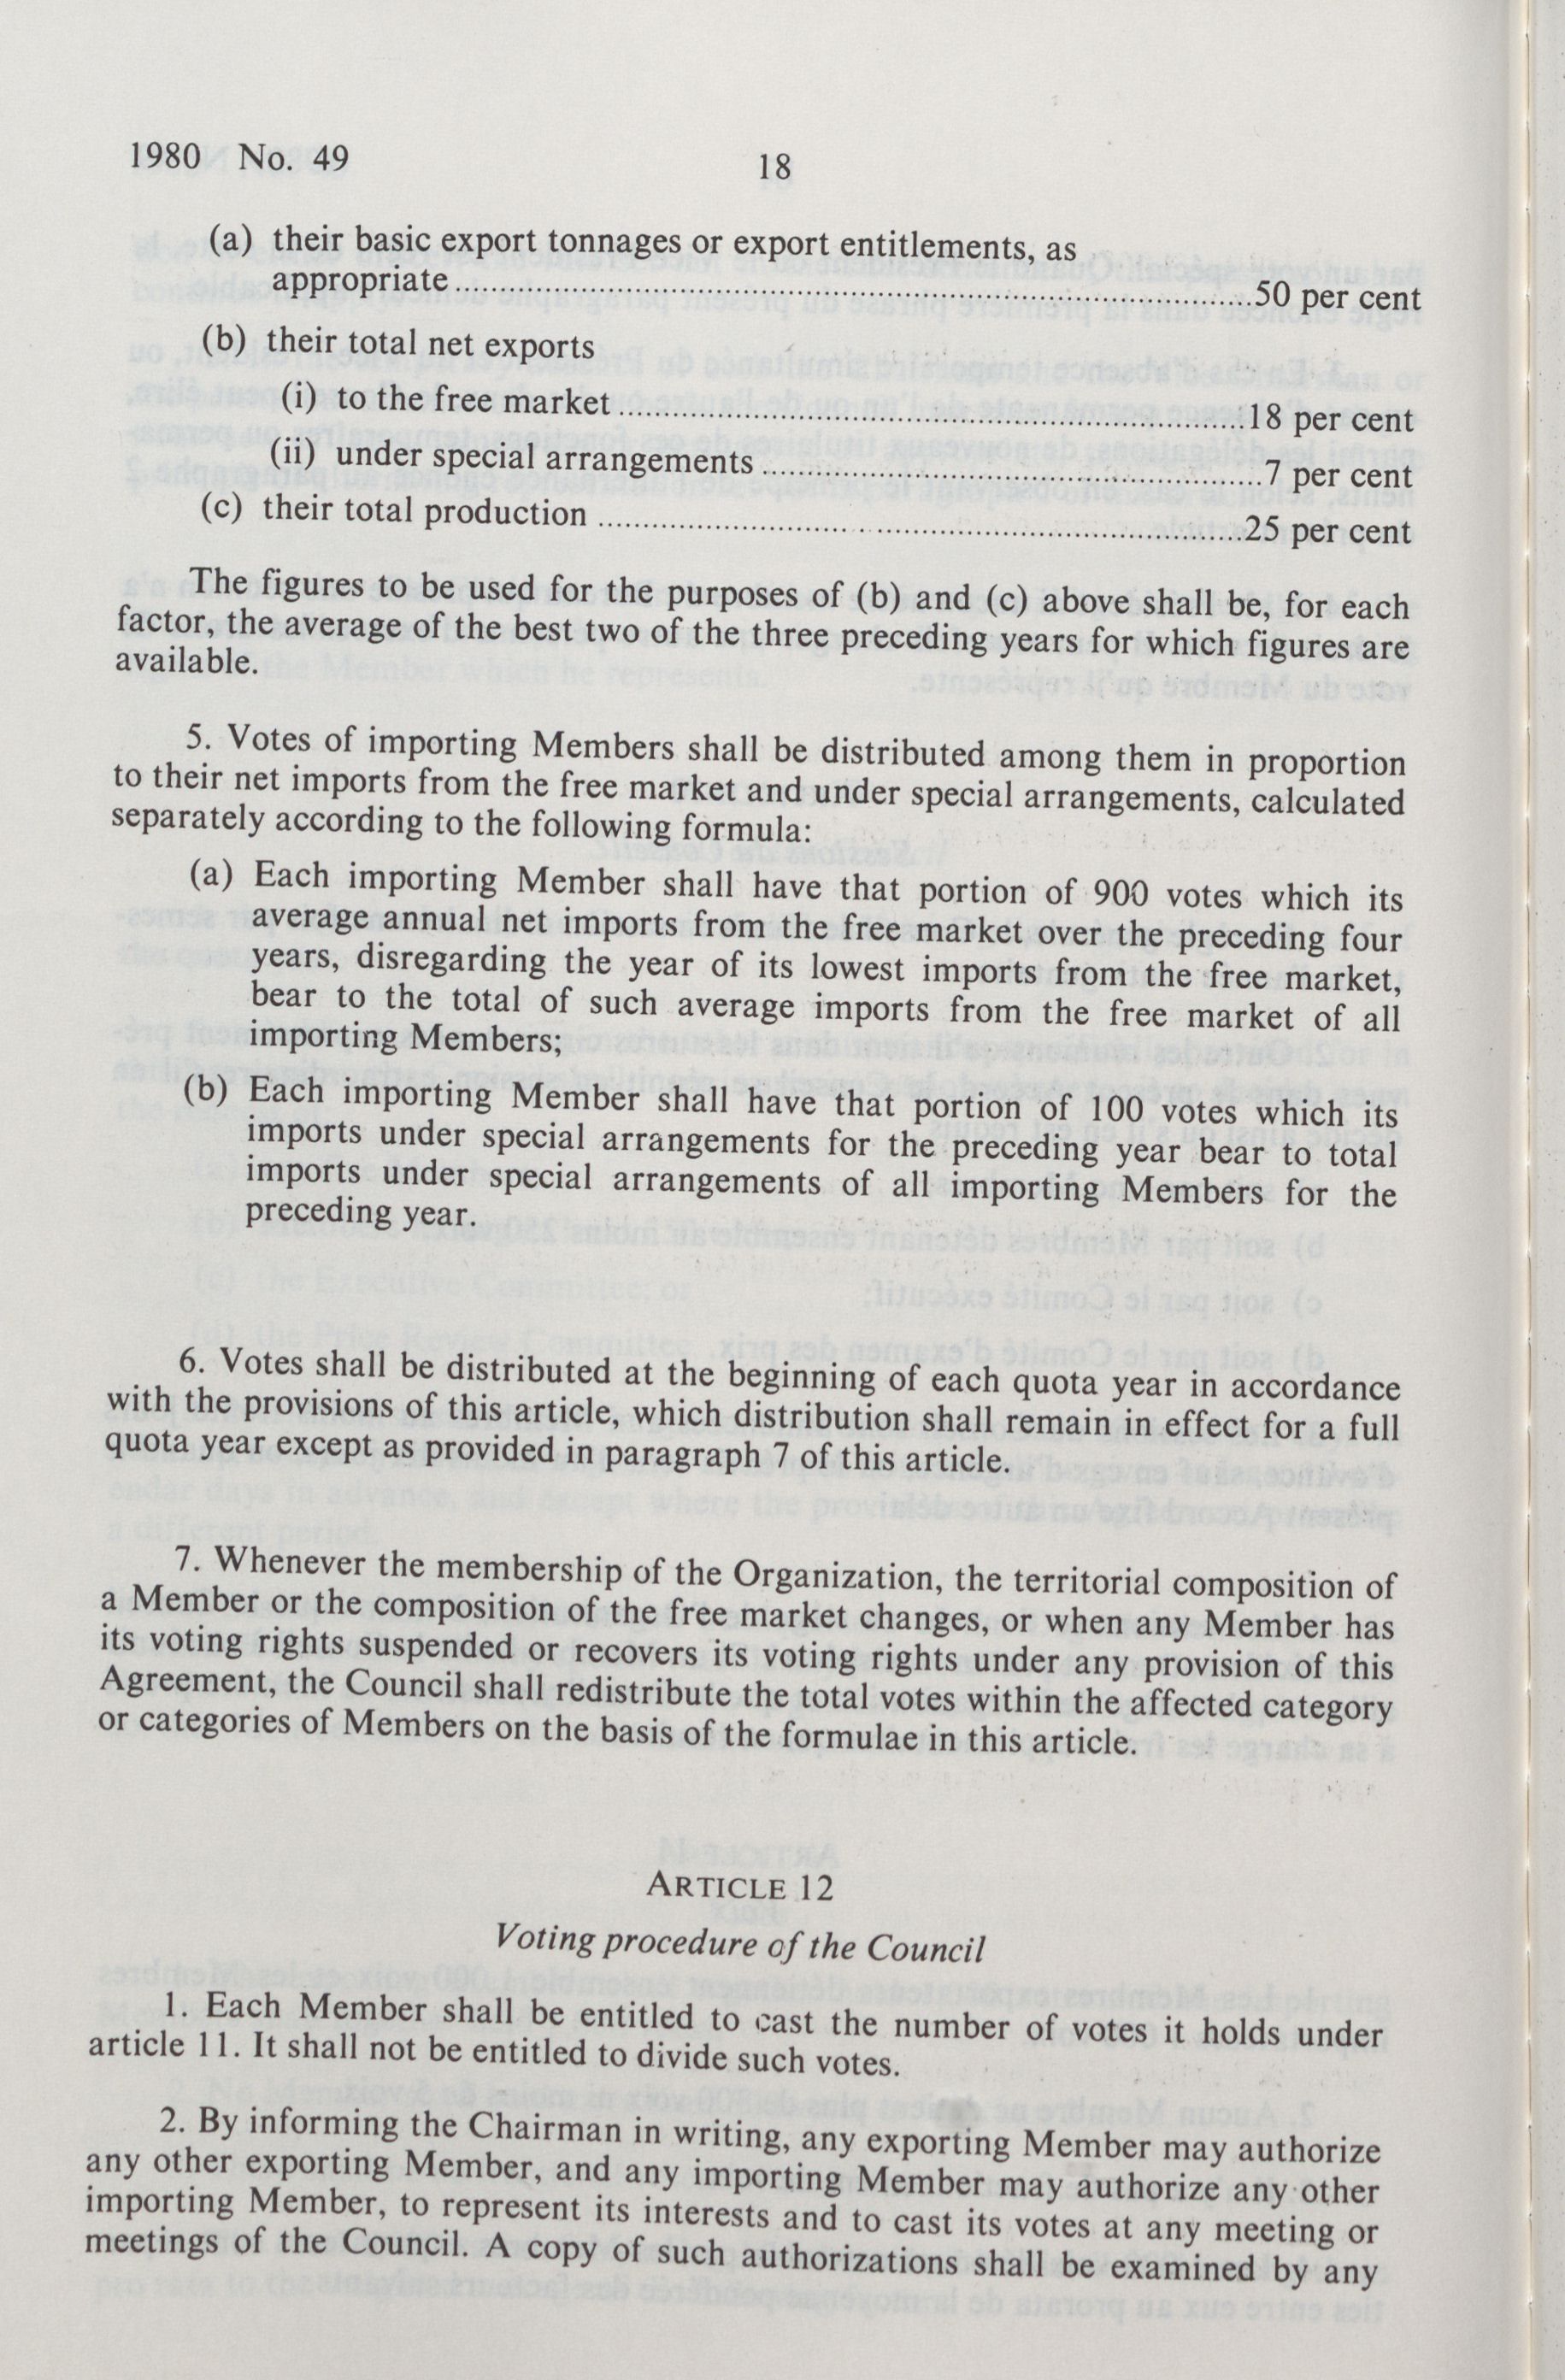 1980 No. 49
18
(a) their basic export tonnages or export entitlements, as
appropriate ........ 50 per cent
(b) their total net exports
(i) to the free market ........ 18 per cent
(ii) under special arrangements ........ 7 per cent
(c) their total production ........ 25 per cent
The figures to be used for the purposes of (b) and (c) above shall be, for each
factor, the average of the best two of the three preceding years for which figures are
available.
5. Votes of importing Members shall be distributed among them in proportion
to their net imports from the free market and under special arrangements, calculated
separately according to the following formula:
(a) Each importing Member shall have that portion of 900 votes which its
average annual net imports from the free market over the preceding four
years, disregarding the year of its lowest imports from the free market,
bear to the total of such average imports from the free market of all
importing Members;
(b) Each importing Member shall have that portion of 100 votes which its
imports under special arrangements for the preceding year bear to total
imports under special arrangements of all importing Members for the
preceding year.
6. Votes shall be distributed at the beginning of each quota year in accordance
with the provisions of this article, which distribution shall remain in effect for a full
quota year except as provided in paragraph 7 of this article.
7. Whenever the membership of the Organization, the territorial composition of
a Member or the composition of the free market changes, or when any Member has
its voting rights suspended or recovers its voting rights under any provision of this
Agreement, the Council shall redistribute the total votes within the affected category
or categories of Members on the basis of the formulae in this article.
ARTICLE 12
Voting procedure of the Council
1. Each Member shall be entitled to cast the number of votes it holds under
article 11. It shall not be entitled to divide such votes.
2. By informing the Chairman in writing, any exporting Member may authorize
any other exporting Member, and any importing Member may authorize any other
importing Member, to represent its interests and to cast its votes at any meeting or
meetings of the Council. A copy of such authorizations shall be examined by any